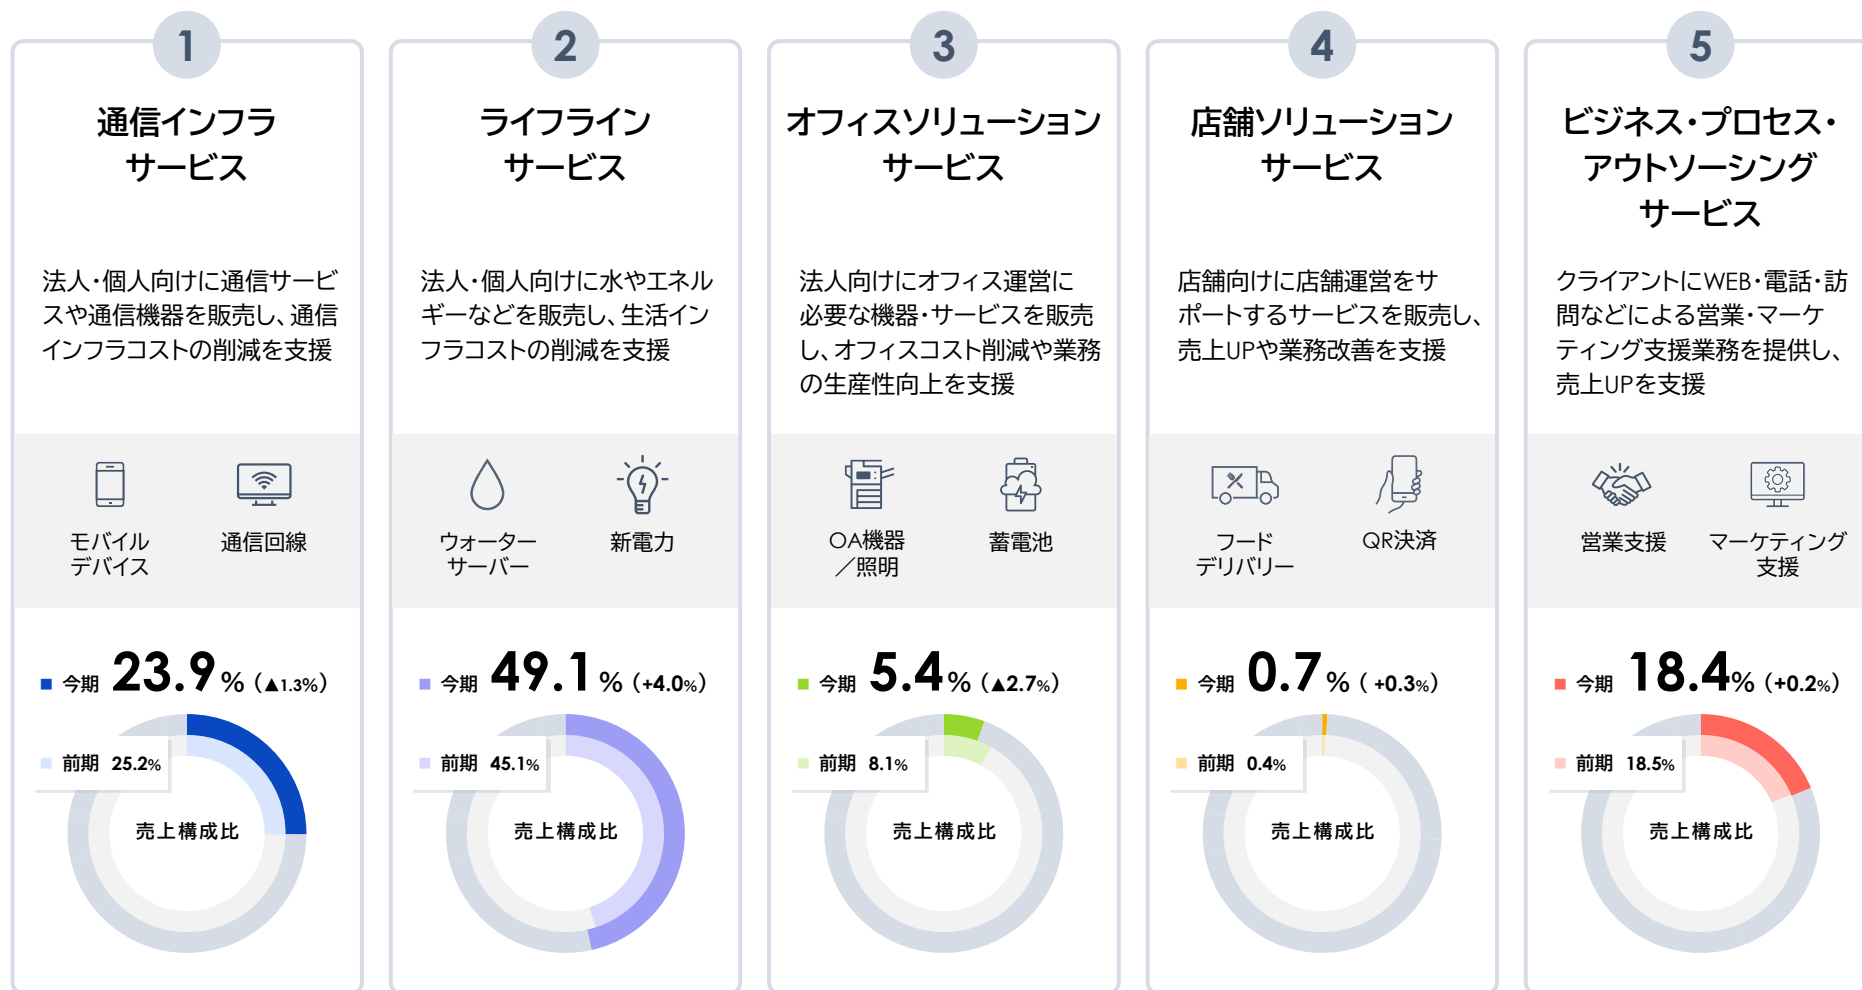 1
通信インフラ
サービス
法人・個人向けに通信サービ
スや通信機器を販売し、通信
インフラコストの削減を支援
モバイル
デバイス
通信回線
今期 23.9% (▲1.3%)
前期 25.2%
売上構成比
2
ライフライン
サービス
法人・個人向けに水やエネル
ギーなどを販売し、生活イン
フラコストの削減を支援
ウォーター
サーバー
新電力
今期 49.1% (+4.0%)
前期 45.1%
売上構成比
3
オフィスソリューション
サービス
法人向けにオフィス運営に
必要な機器・サービスを販売
し、オフィスコスト削減や業務
の生産性向上を支援
OA機器
／照明
蓄電池
今期 5.4% (▲2.7%)
前期 8.1%
売上構成比
4
店舗ソリューション
サービス
店舗向けに店舗運営をサ
ポートするサービスを販売し、
売上UPや業務改善を支援
フード
デリバリー
QR決済
今期 0.7% ( +0.3%)
前期 0.4%
売上構成比
5
ビジネス・プロセス・
アウトソーシング
サービス
クライアントにWEB・電話・訪
問などによる営業・マーケ
ティング支援業務を提供し、
売上UPを支援
営業支援
マーケティング
支援
今期 18.4% (+0.2%)
前期 18.5%
売上構成比